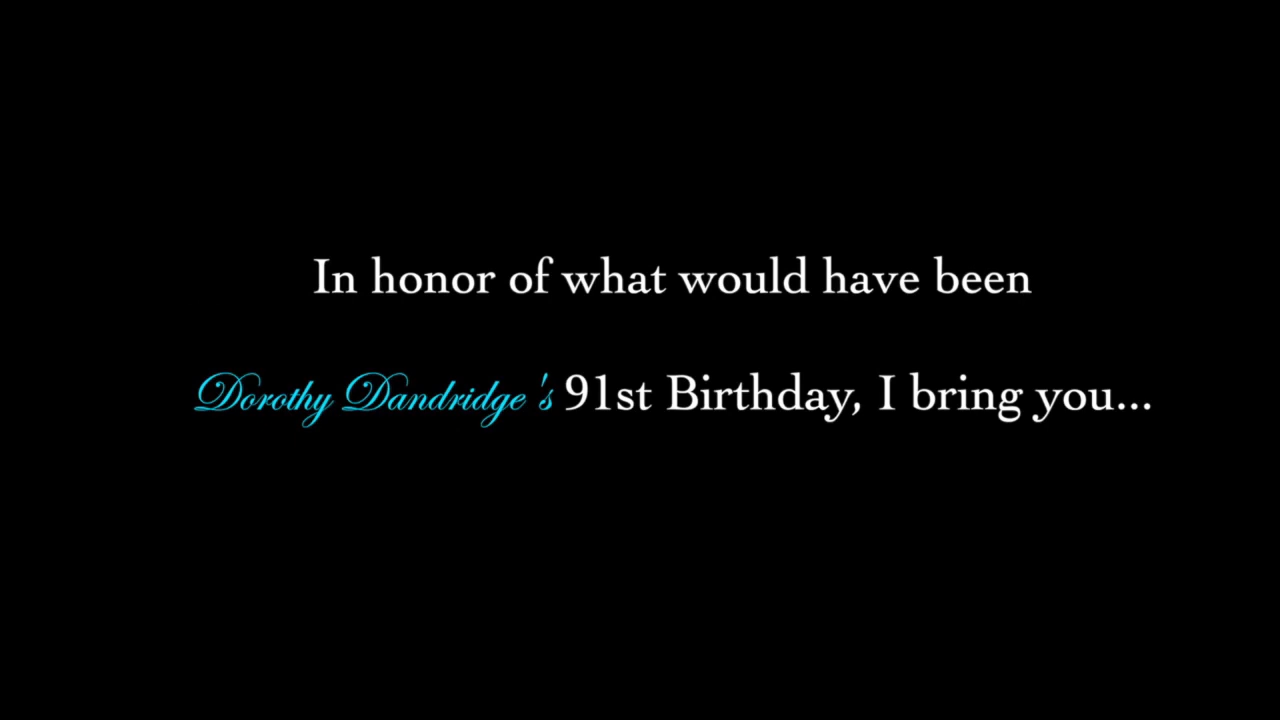 In honor of what would have been
Dorothy Dandridge's 91st Birthday, I bring you...